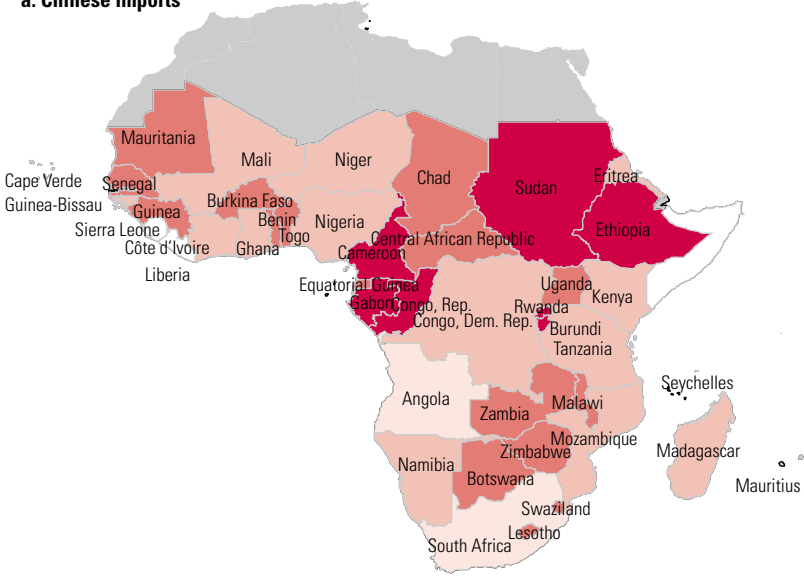 a. Chinese imports
Mauritania
Mali
Niger
Chad
Sudan
Eritrea
Cape Verde
Senegal
Guinea-Bissau
Guinea
Burkina Faso
Benin
Togo
Nigeria
Ethiopia
Sierra Leone
Côte d'Ivoire
Ghana
Liberia
Cameroon
Central African Republic
Equatorial Guinea
Gabon
Congo, Rep.
Congo, Dem. Rep.
Uganda
Kenya
Rwanda
Burundi
Tanzania
Seychelles
Angola
Zambia
Malawi
Mozambique
Madagascar
Mauritius
Namibia
Zimbabwe
Botswana
Swaziland
Lesotho
South Africa